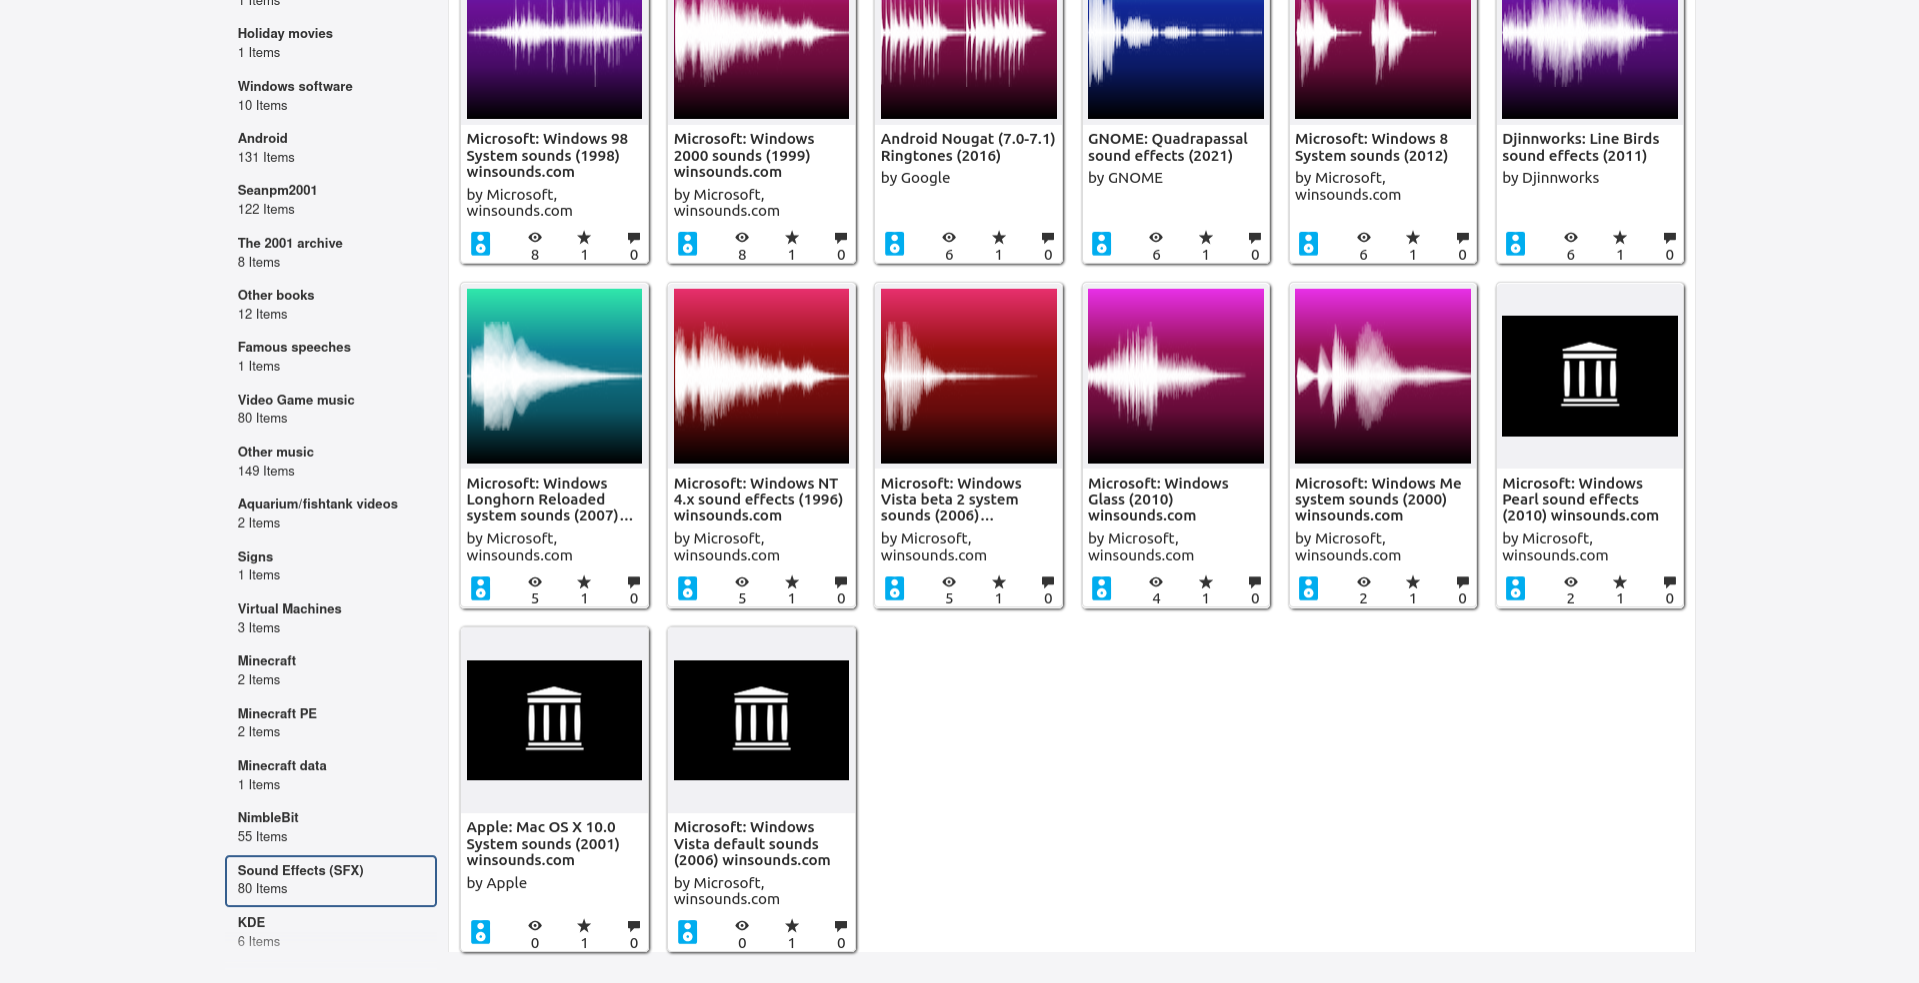 1 Items
Holiday movies
1 Items
Windows software
10 Items
Android
131 Items
Seanpm2001
122 Items
The 2001 archive
8 Items
Other books
12 Items
Famous speeches
1 Items
Video Game music
80 Items
Other music
149 Items
Aquarium/fishtank videos
2 Items
Signs
1 Items
Virtual Machines
3 Items
Minecraft
2 Items
Minecraft PE
2 Items
Minecraft data
1 Items
NimbleBit
55 Items
Sound Effects (SFX)
80 Items
KDE
6 Items
Microsoft: Windows 98
System sounds (1998)
winsounds.com
by Microsoft,
winsounds.com
8 1 0
Microsoft: Windows
2000 sounds (1999)
winsounds.com
by Microsoft,
winsounds.com
8 1 0
Android Nougat (7.0-7.1)
Ringtones (2016)
by Google
6 1 0
GNOME: Quadrapassal
sound effects (2021)
by GNOME
6 1 0
Microsoft: Windows 8
System sounds (2012)
by Microsoft,
winsounds.com
6 1 0
Djinnworks: Line Birds
sound effects (2011)
by Djinnworks
6 1 0
Microsoft: Windows
Longhorn Reloaded
system sounds (2007)...
by Microsoft,
winsounds.com
5 1 0
Microsoft: Windows NT
4.x sound effects (1996)
winsounds.com
by Microsoft,
winsounds.com
5 1 0
Microsoft: Windows
Vista beta 2 system
sounds (2006)...
by Microsoft,
winsounds.com
5 1 0
Microsoft: Windows
Glass (2010)
winsounds.com
by Microsoft,
winsounds.com
4 1 0
Microsoft: Windows Me
system sounds (2000)
winsounds.com
by Microsoft,
winsounds.com
2 1 0
Microsoft: Windows
Pearl sound effects
(2010) winsounds.com
by Microsoft,
winsounds.com
2 1 0
Apple: Mac OS X 10.0
System sounds (2001)
winsounds.com
by Apple
0 1 0
Microsoft: Windows
Vista default sounds
(2006) winsounds.com
by Microsoft,
winsounds.com
0 1 0